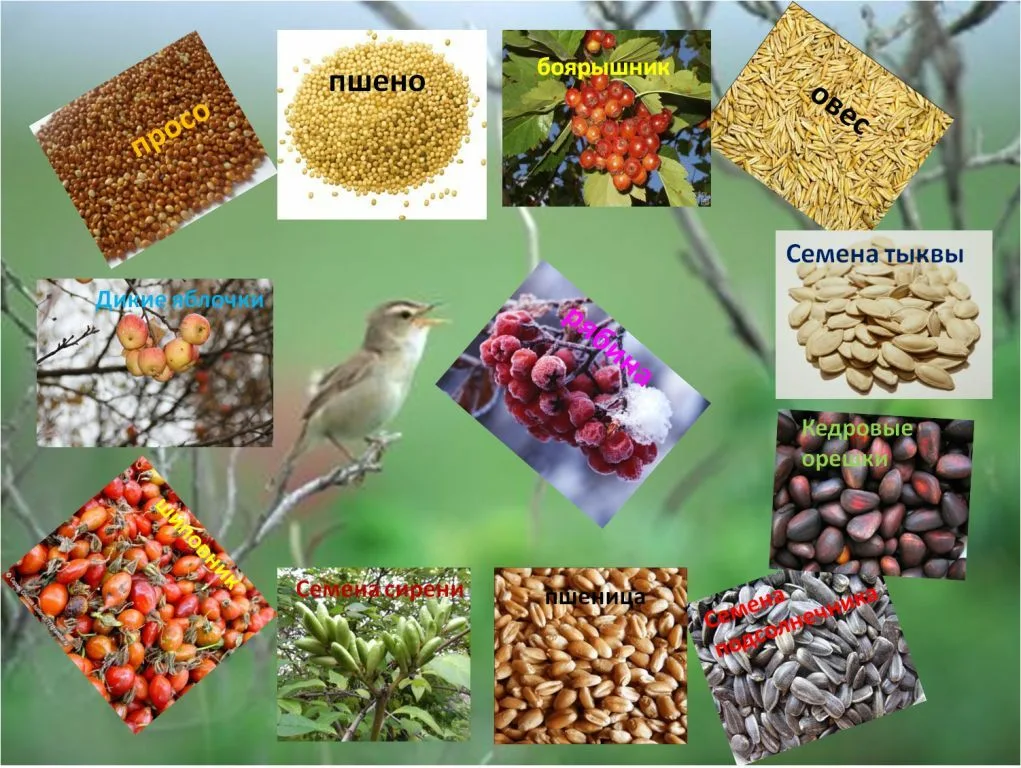 просо
пшено
боярышник
овес
Семена тыквы
Дикие яблочки
рябина
Кедровые
орешки
шиповник
Семена сирени
пшеница
Семена
подсолнечника